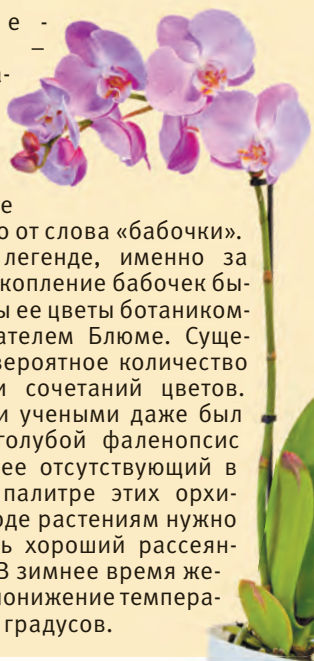 е -
–
а-
е
о от слова «бабочки».
легенде, именно за
копление бабочек бы-
ы ее цветы ботаником-
ателем Блюме. Суще-
вероятное количество
и сочетаний цветов.
и учеными даже был
голубой фаленопсис
ее отсутствующий в
палитре этих орхи-
оде растениям нужно
ь хороший рассеян-
В зимнее время же-
понижение темпера-
градусов.